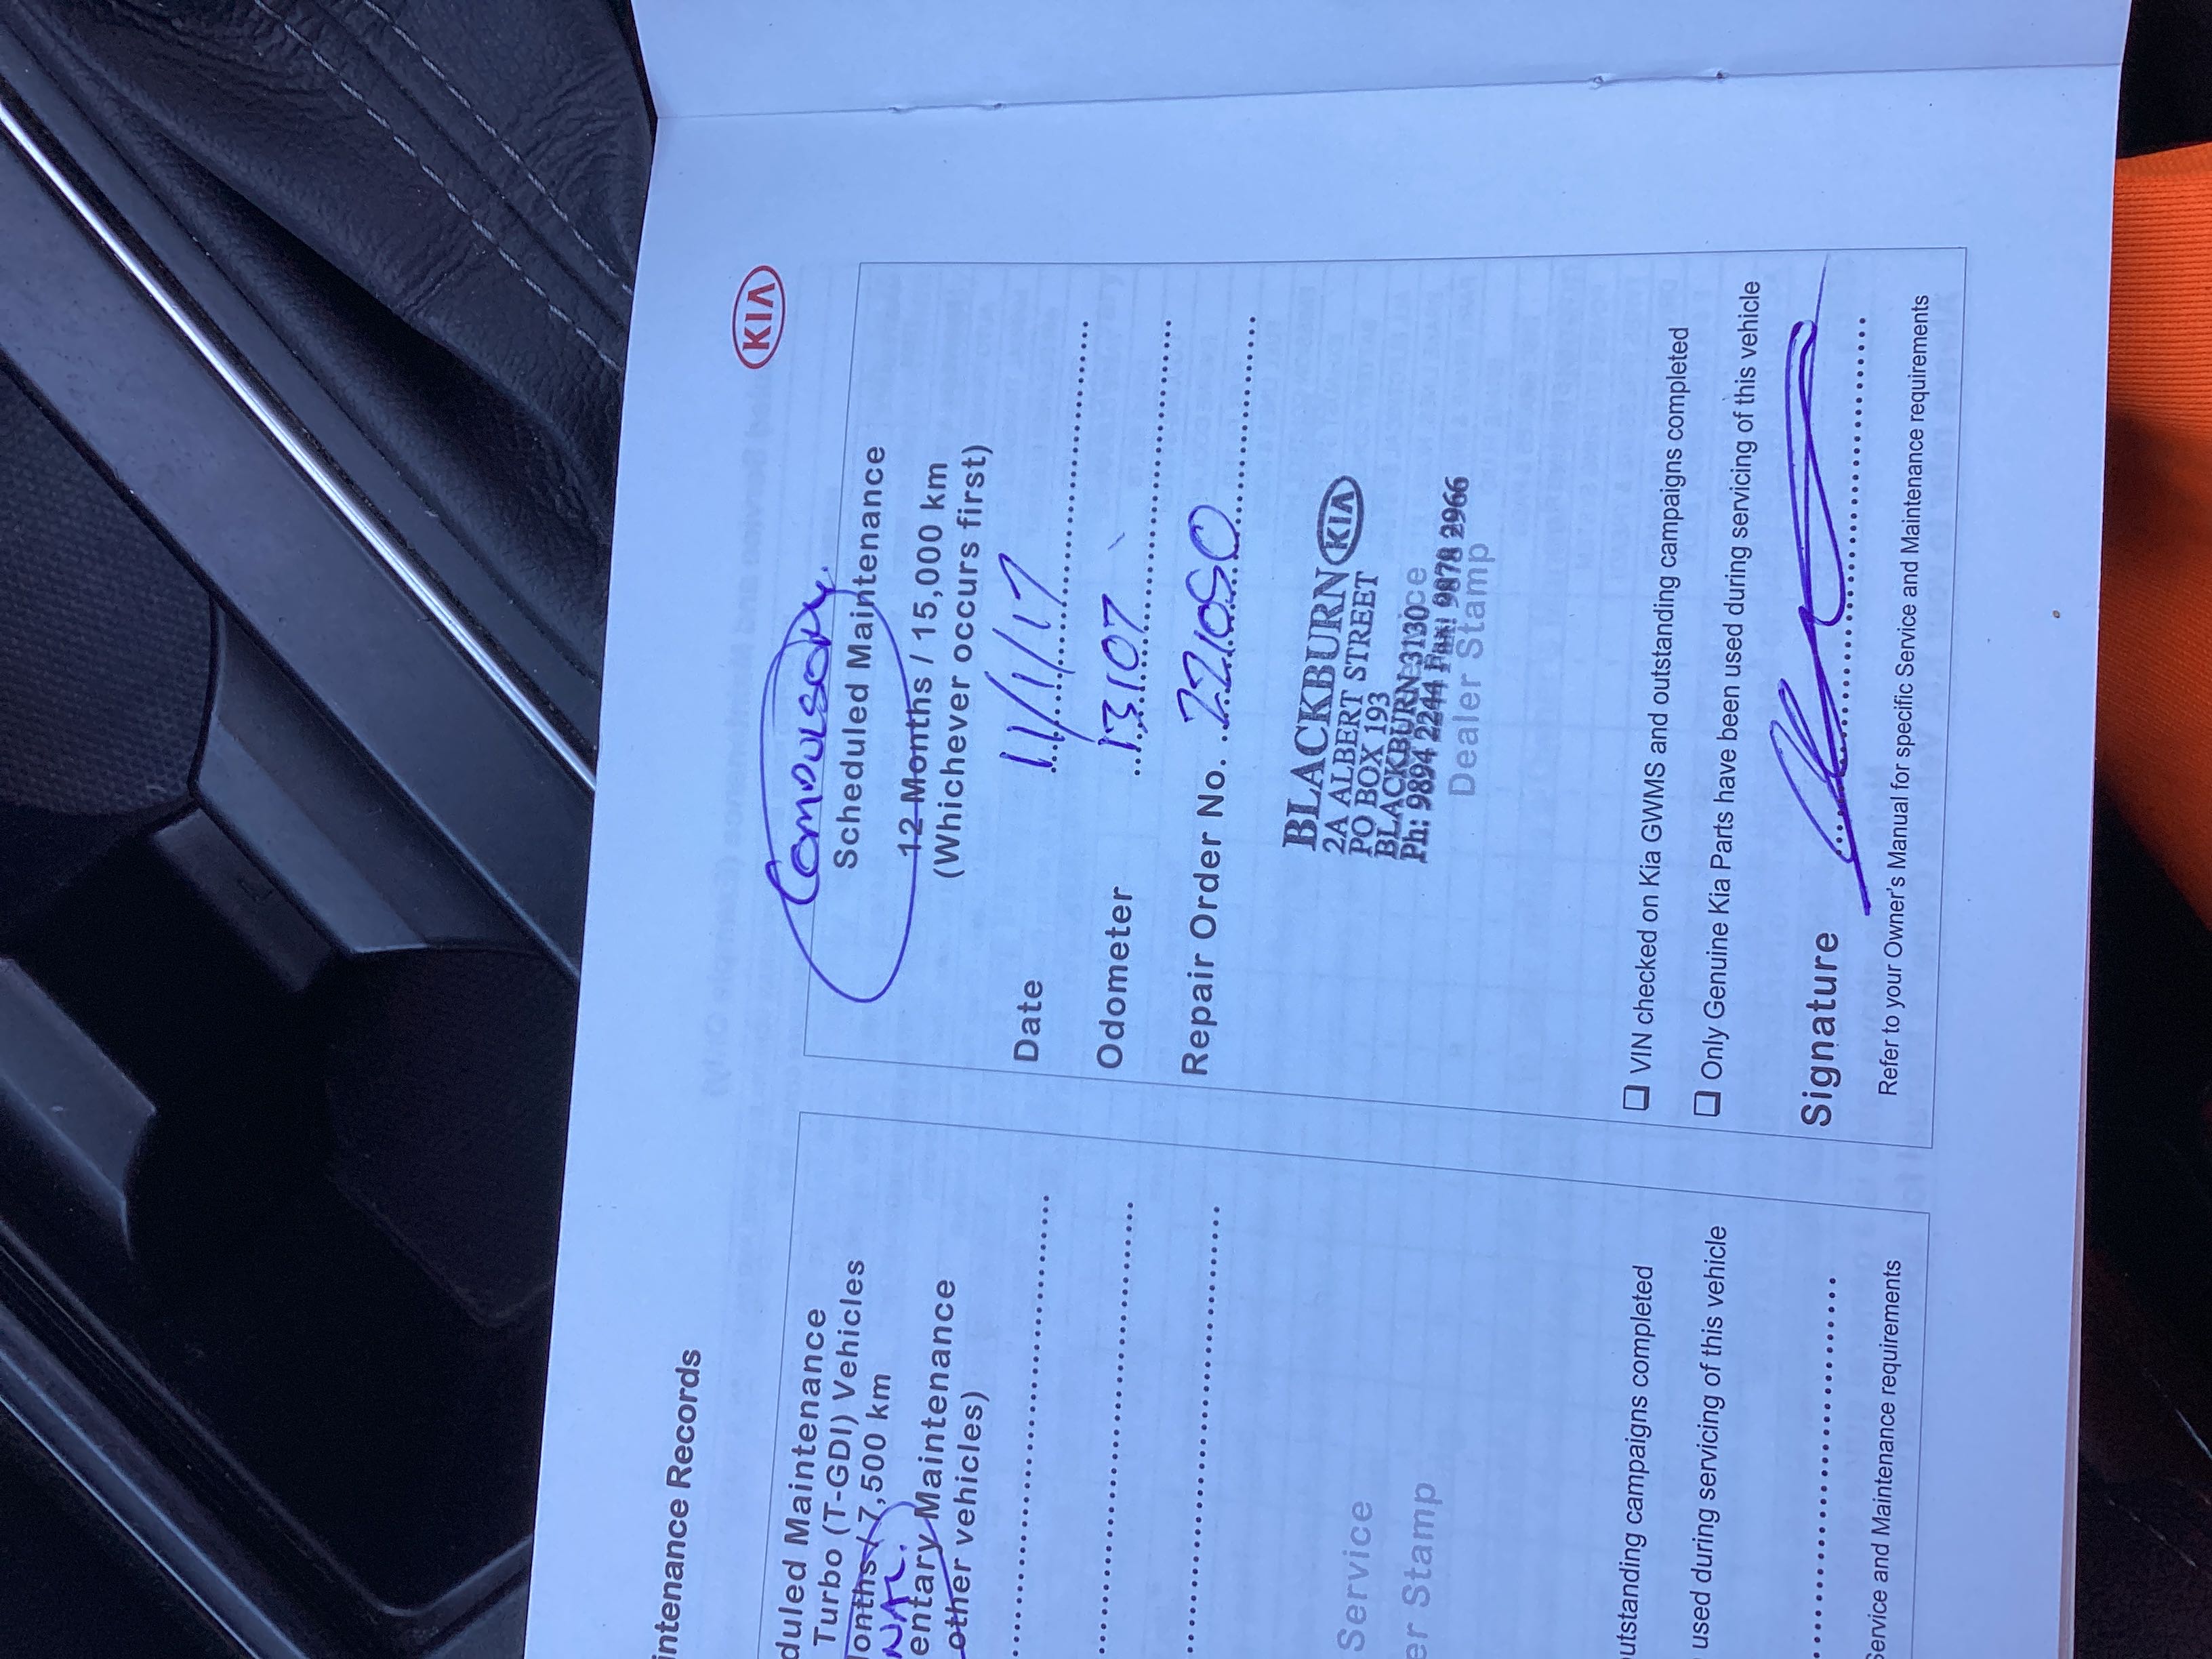 intenance Records
duled Maintenance
Turbo (T-GDI) Vehicles
onths / 7,500 km
entary Maintenance
other vehicles)
Service
er Stamp
utstanding campaigns completed
used during servicing of this vehicle
Service and Maintenance requirements
KIA
Compulsory.
Scheduled Maintenance
12 Months / 15,000 km
(Whichever occurs first)
Date 11/1/17
Odometer 13107
Repair Order No. 221050
BLACKBURN KIA
2A ALBERT STREET
PO BOX 193
BLACKBURN 3130
Ph: 9894 2244 Fax: 9878 2966
Dealer Stamp
VIN checked on Kia GWMS and outstanding campaigns completed
Only Genuine Kia Parts have been used during servicing of this vehicle
Signature
Refer to your Owner's Manual for specific Service and Maintenance requirements